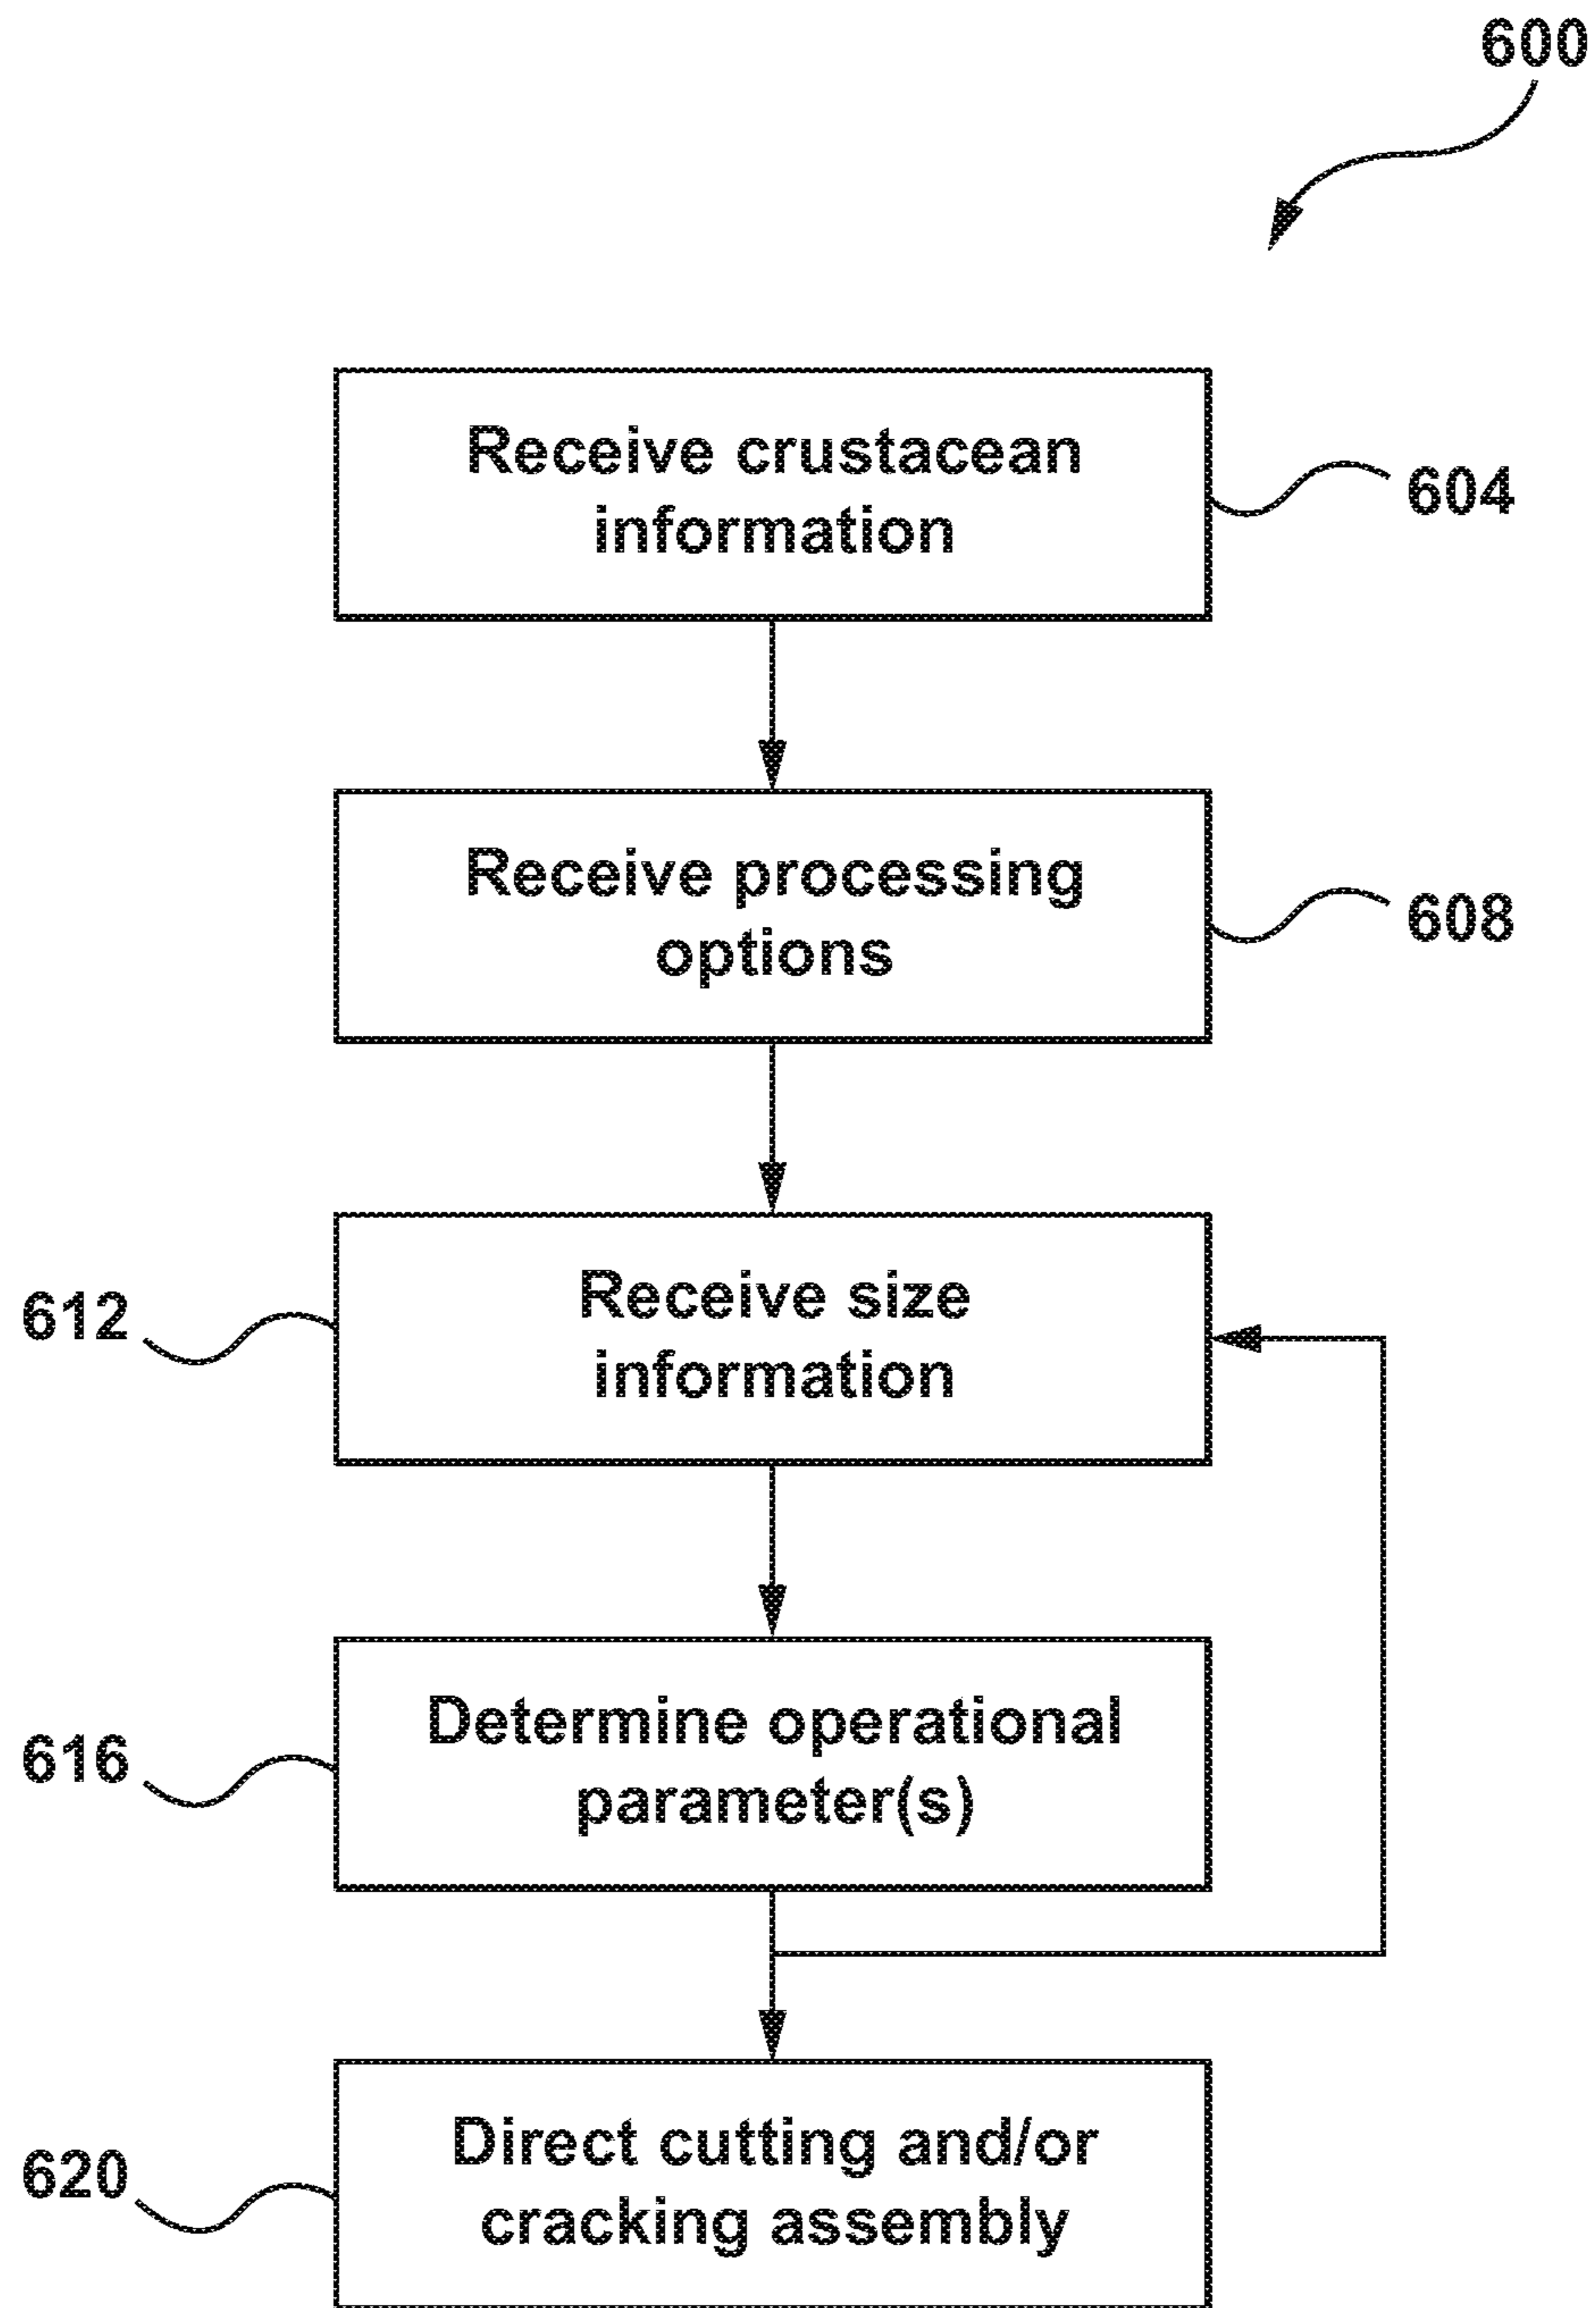 600
Receive crustacean
information
604
Receive processing
options
608
612
Receive size
information
616
Determine operational
parameter(s)
620
Direct cutting and/or
cracking assembly